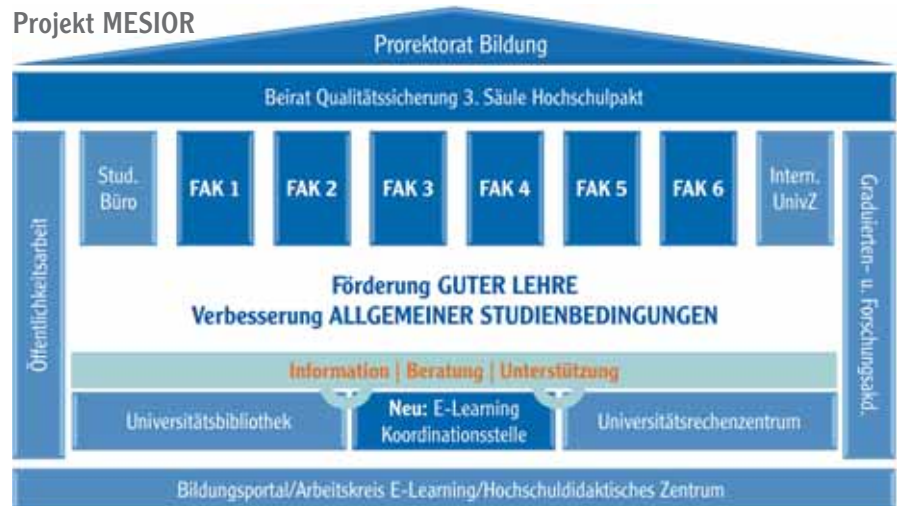 Projekt MESIOR
Prorektorat Bildung
Beirat Qualitätssicherung 3. Säule Hochschulpakt
Öffentlichkeitsarbeit
Stud.
Büro
FAK 1
FAK 2
FAK 3
FAK 4
FAK 5
FAK 6
Intern.
UnivZ
Graduierten- u. Forschungsakd.
Förderung GUTER LEHRE
Verbesserung ALLGEMEINER STUDIENBEDINGUNGEN
Information | Beratung | Unterstützung
Universitätsbibliothek
Neu: E-Learning
Koordinationsstelle
Universitätsrechenzentrum
Bildungsportal/Arbeitskreis E-Learning/Hochschuldidaktisches Zentrum